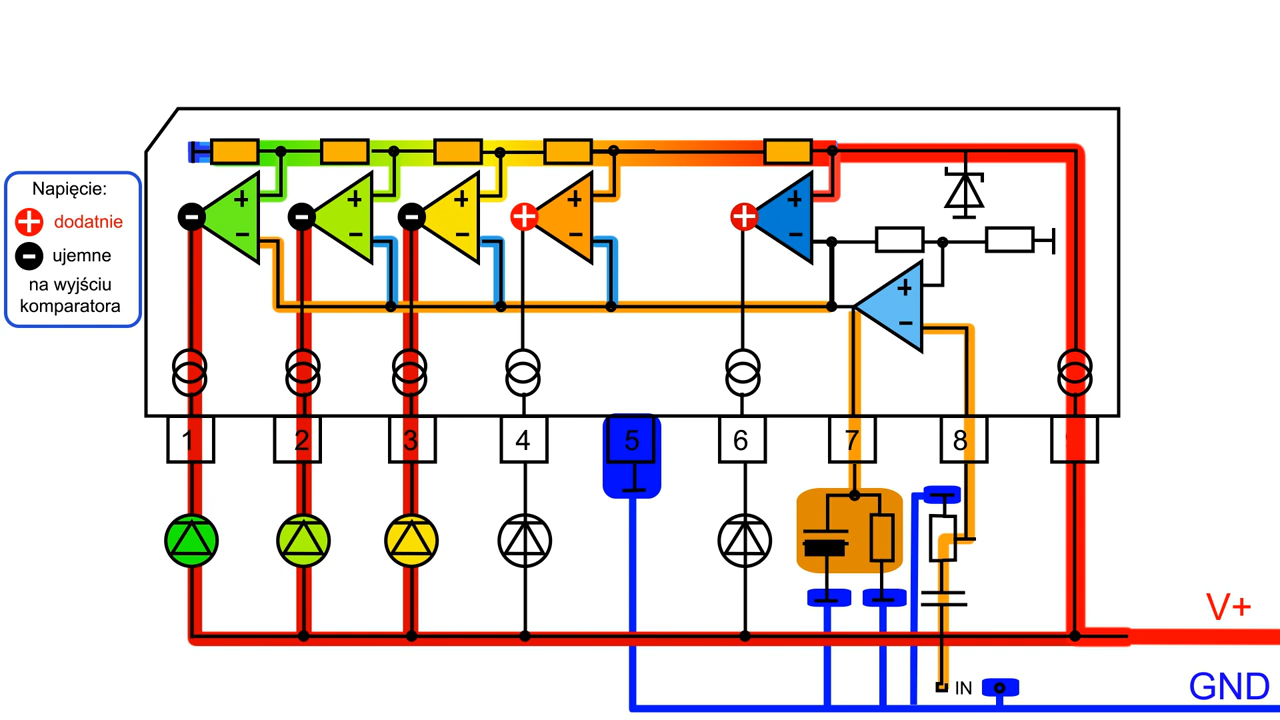 Napięcie:
dodatnie
ujemne
na wyjściu
komparatora
+ + + + + +
− − − − − −
1 2 3 4 5 6 7 8
V+
IN
GND